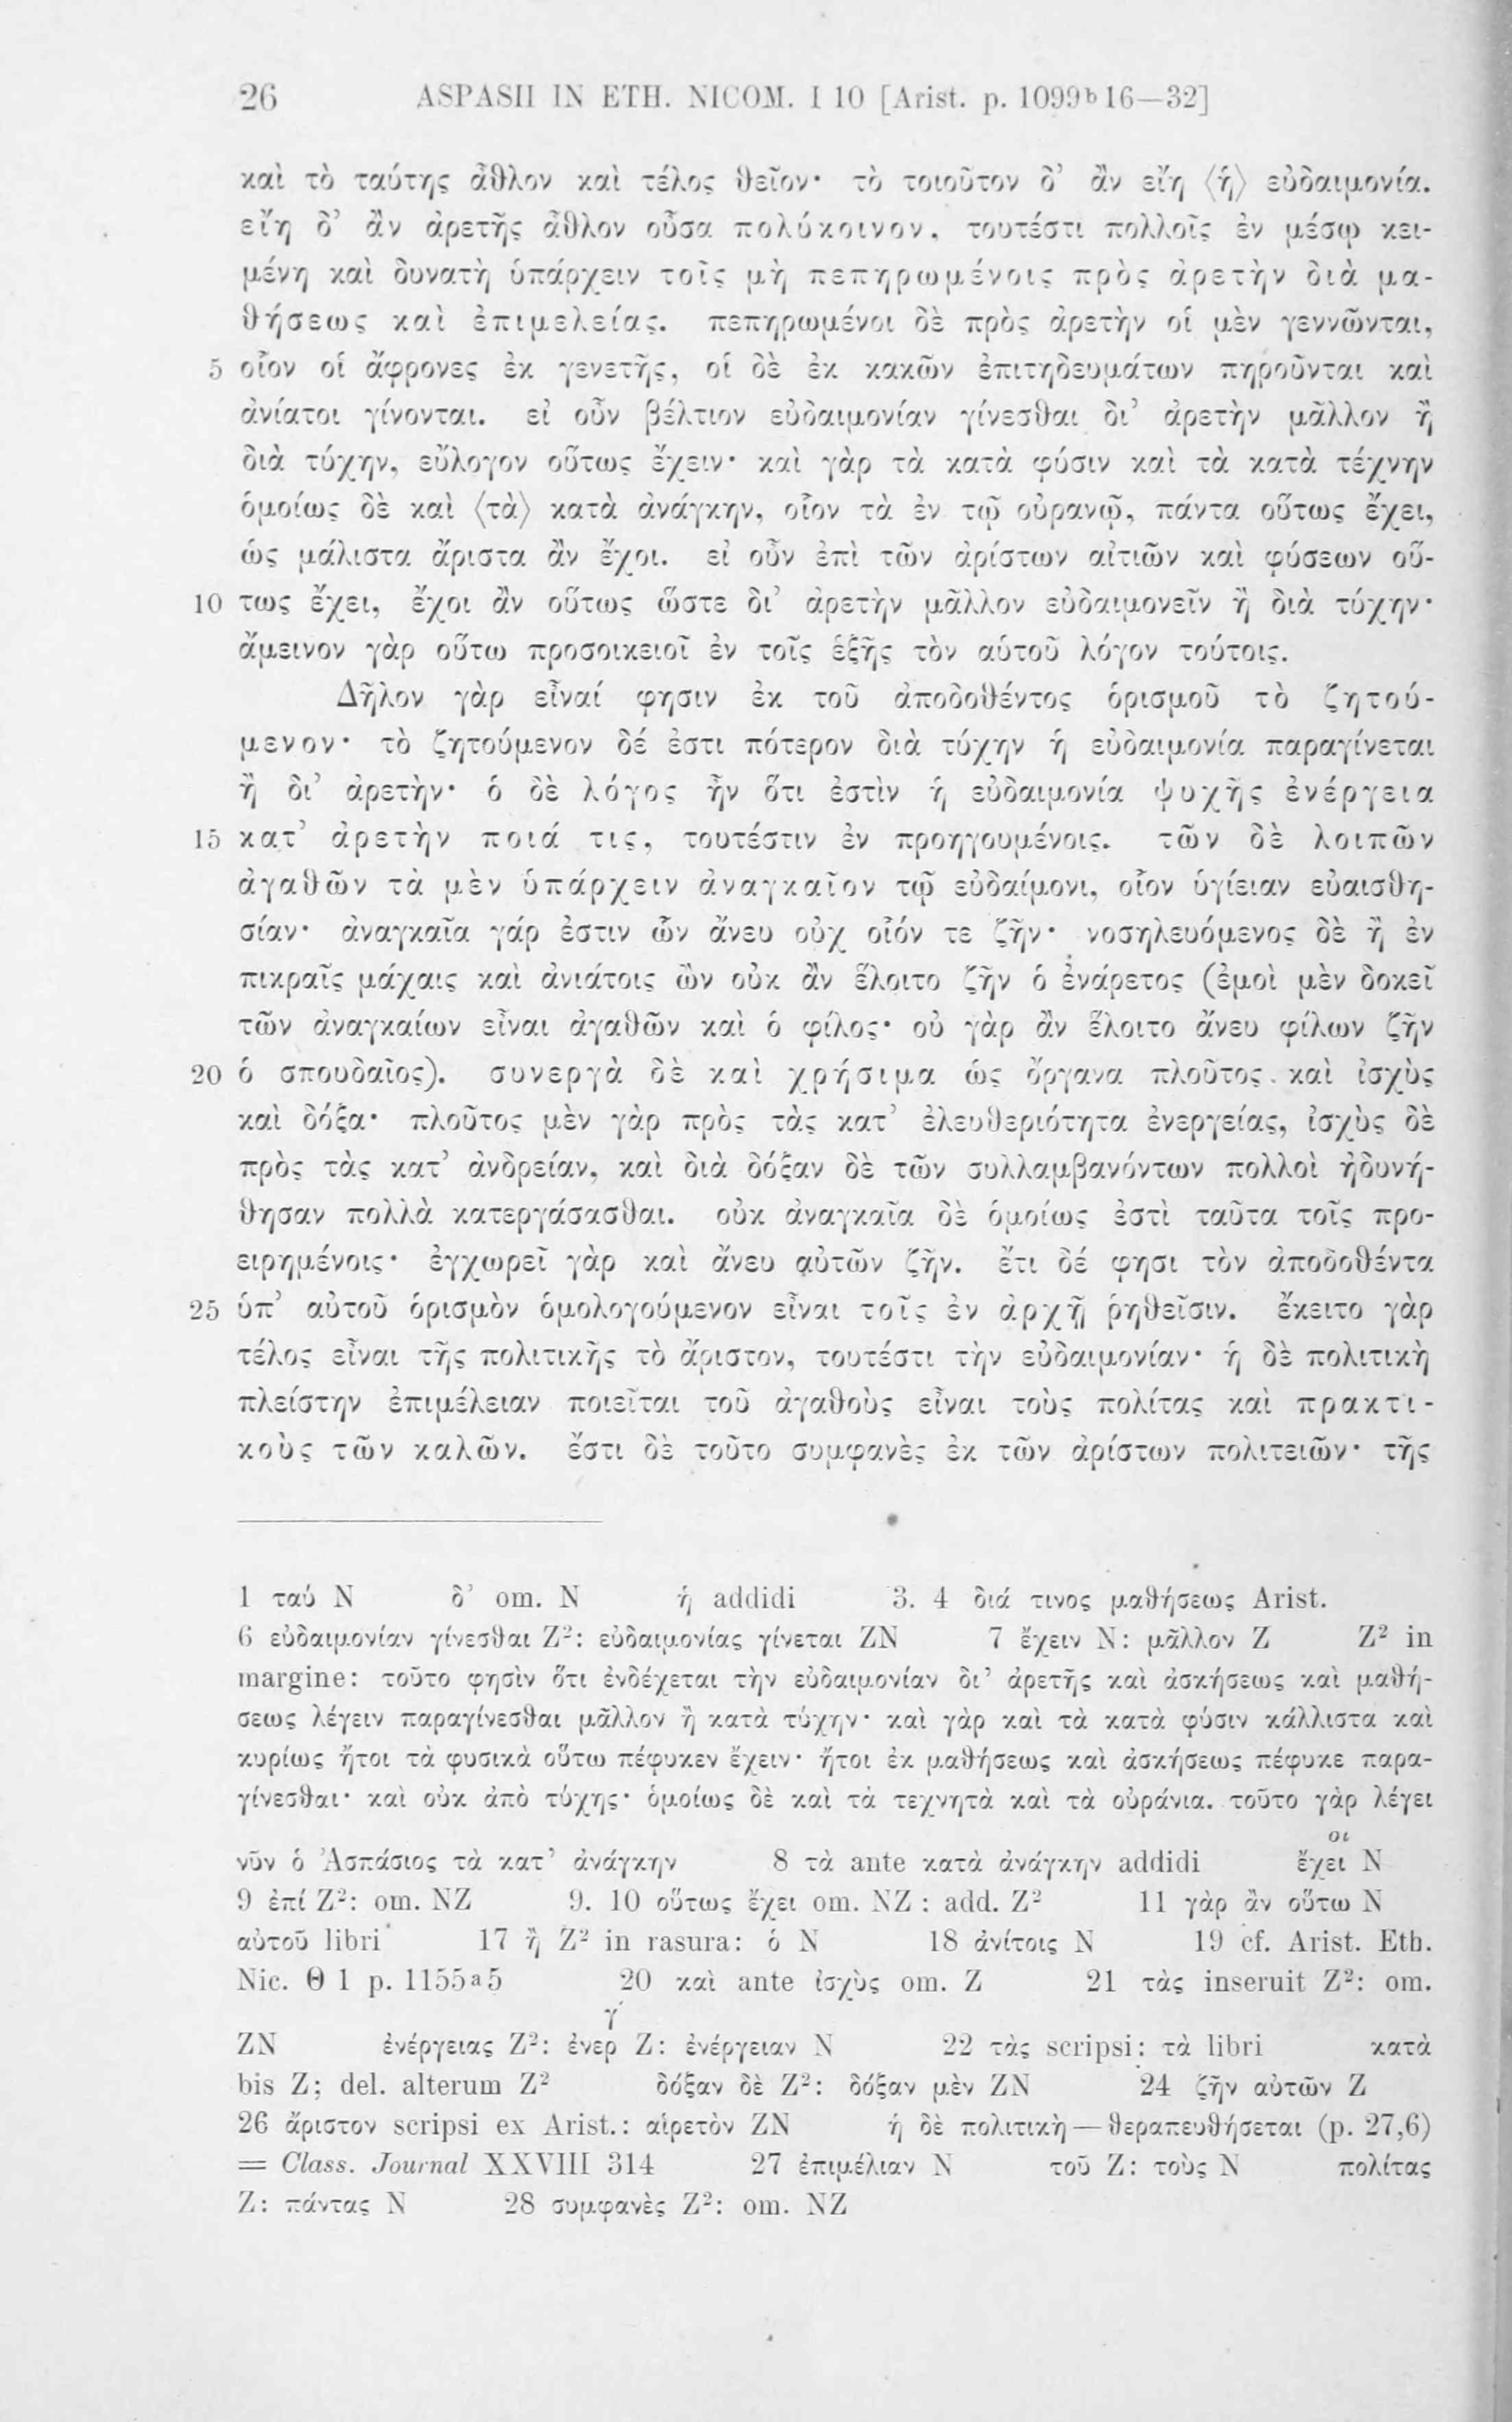 26 ASPASII IN ETH. NICOM. I 10 [Arist. p. 1099ᵇ16—32]
καὶ τὸ ταύτης ἆθλον καὶ τέλος θεῖον· τὸ τοιοῦτον δ’ ἂν εἴη ⟨ἡ⟩ εὐδαιμονία.
εἴη δ’ ἂν ἀρετῆς ἆθλον οὖσα πολύκοινον, τουτέστι πολλοῖς ἐν μέσῳ κει-
μένη καὶ δυνατὴ ὑπάρχειν τοῖς μὴ πεπηρωμένοις πρὸς ἀρετὴν διὰ μα-
θήσεως καὶ ἐπιμελείας. πεπηρωμένοι δὲ πρὸς ἀρετὴν οἱ μὲν γεννῶνται,
5 οἷον οἱ ἄφρονες ἐκ γενετῆς, οἱ δὲ ἐκ κακῶν ἐπιτηδευμάτων πηροῦνται καὶ
ἀνίατοι γίνονται. εἰ οὖν βέλτιον εὐδαιμονίαν γίνεσθαι δι’ ἀρετὴν μᾶλλον ἢ
διὰ τύχην, εὔλογον οὕτως ἔχειν· καὶ γὰρ τὰ κατὰ φύσιν καὶ τὰ κατὰ τέχνην
ὁμοίως δὲ καὶ ⟨τὰ⟩ κατὰ ἀνάγκην, οἷον τὰ ἐν τῷ οὐρανῷ, πάντα οὕτως ἔχει,
ὡς μάλιστα ἄριστα ἂν ἔχοι. εἰ οὖν ἐπὶ τῶν ἀρίστων αἰτιῶν καὶ φύσεων οὕ-
10 τως ἔχει, ἔχοι ἂν οὕτως ὥστε δι’ ἀρετὴν μᾶλλον εὐδαιμονεῖν ἢ διὰ τύχην·
ἄμεινον γὰρ οὕτω προσοικειοῖ ἐν τοῖς ἑξῆς τὸν αὑτοῦ λόγον τούτοις.
Δῆλον γὰρ εἶναί φησιν ἐκ τοῦ ἀποδοθέντος ὁρισμοῦ τὸ ζητού-
μενον· τὸ ζητούμενον δέ ἐστι πότερον διὰ τύχην ἡ εὐδαιμονία παραγίνεται
ἢ δι’ ἀρετὴν· ὁ δὲ λόγος ἦν ὅτι ἐστὶν ἡ εὐδαιμονία ψυχῆς ἐνέργεια
15 κατ’ ἀρετὴν ποιά τις, τουτέστιν ἐν προηγουμένοις. τῶν δὲ λοιπῶν
ἀγαθῶν τὰ μὲν ὑπάρχειν ἀναγκαῖον τῷ εὐδαίμονι, οἷον ὑγίειαν εὐαισθη-
σίαν· ἀναγκαῖα γάρ ἐστιν ὧν ἄνευ οὐχ οἷόν τε ζῆν· νοσηλευόμενος δὲ ἢ ἐν
πικραῖς μάχαις καὶ ἀνιάτοις ὢν οὐκ ἂν ἕλοιτο ζῆν ὁ ἐνάρετος (ἐμοὶ μὲν δοκεῖ
τῶν ἀναγκαίων εἶναι ἀγαθῶν καὶ ὁ φίλος· οὐ γὰρ ἂν ἕλοιτο ἄνευ φίλων ζῆν
20 ὁ σπουδαῖος). συνεργὰ δὲ καὶ χρήσιμα ὡς ὄργανα πλοῦτος καὶ ἰσχὺς
καὶ δόξα· πλοῦτος μὲν γὰρ πρὸς τὰς κατ’ ἐλευθεριότητα ἐνεργείας, ἰσχὺς δὲ
πρὸς τὰς κατ’ ἀνδρείαν, καὶ διὰ δόξαν δὲ τῶν συλλαμβανόντων πολλοὶ ἠδυνή-
θησαν πολλὰ κατεργάσασθαι. οὐκ ἀναγκαῖα δὲ ὁμοίως ἐστὶ ταῦτα τοῖς προ-
ειρημένοις· ἐγχωρεῖ γὰρ καὶ ἄνευ αὐτῶν ζῆν. ἔτι δέ φησι τὸν ἀποδοθέντα
25 ὑπ’ αὐτοῦ ὁρισμὸν ὁμολογούμενον εἶναι τοῖς ἐν ἀρχῇ ῥηθεῖσιν. ἔκειτο γὰρ
τέλος εἶναι τῆς πολιτικῆς τὸ ἄριστον, τουτέστι τὴν εὐδαιμονίαν· ἡ δὲ πολιτικὴ
πλείστην ἐπιμέλειαν ποιεῖται τοῦ ἀγαθοὺς εἶναι τοὺς πολίτας καὶ πρακτι-
κοὺς τῶν καλῶν. ἔστι δὲ τοῦτο συμφανὲς ἐκ τῶν ἀρίστων πολιτειῶν· τῆς
1 ταύ N δ’ om. N ἡ addidi 3. 4 διά τινος μαθήσεως Arist.
6 εὐδαιμονίαν γίνεσθαι Z²: εὐδαιμονίας γίνεται ZN 7 ἔχειν N: μᾶλλον Z Z² in
margine: τοῦτο φησὶν ὅτι ἐνδέχεται τὴν εὐδαιμονίαν δι’ ἀρετῆς καὶ ἀσκήσεως καὶ μαθή-
σεως λέγειν παραγίνεσθαι μᾶλλον ἢ κατὰ τύχην· καὶ γὰρ καὶ τὰ κατὰ φύσιν κάλλιστα καὶ
κυρίως ἤτοι τὰ φυσικὰ οὕτω πέφυκεν ἔχειν· ἤτοι ἐκ μαθήσεως καὶ ἀσκήσεως πέφυκε παρα-
γίνεσθαι· καὶ οὐκ ἀπὸ τύχης· ὁμοίως δὲ καὶ τὰ τεχνητὰ καὶ τὰ οὐράνια. τοῦτο γὰρ λέγει
οι
νῦν ὁ Ἀσπάσιος τὰ κατ’ ἀνάγκην 8 τὰ ante κατὰ ἀνάγκην addidi ἔχει N
9 ἐπί Z²: om. NZ 9. 10 οὕτως ἔχει om. NZ: add. Z² 11 γὰρ ἂν οὕτω N
αὐτοῦ libri 17 ἢ Z² in rasura: ὁ N 18 ἀνίτοις N 19 cf. Arist. Eth.
Nic. Θ 1 p. 1155ᵃ5 20 καὶ ante ἰσχὺς om. Z 21 τὰς inseruit Z²: om.
γ
ZN ἐνέργειας Z²: ἐνερ Z: ἐνέργειαν N 22 τὰς scripsi: τὰ libri κατὰ
bis Z; del. alterum Z² δόξαν δὲ Z²: δόξαν μὲν ZN 24 ζῆν αὐτῶν Z
26 ἄριστον scripsi ex Arist.: αἱρετὸν ZN ἡ δὲ πολιτικὴ — θεραπευθήσεται (p. 27,6)
= Class. Journal XXVIII 314 27 ἐπιμέλιαν N τοῦ Z: τοὺς N πολίτας
Z: πάντας N 28 συμφανὲς Z²: om. NZ